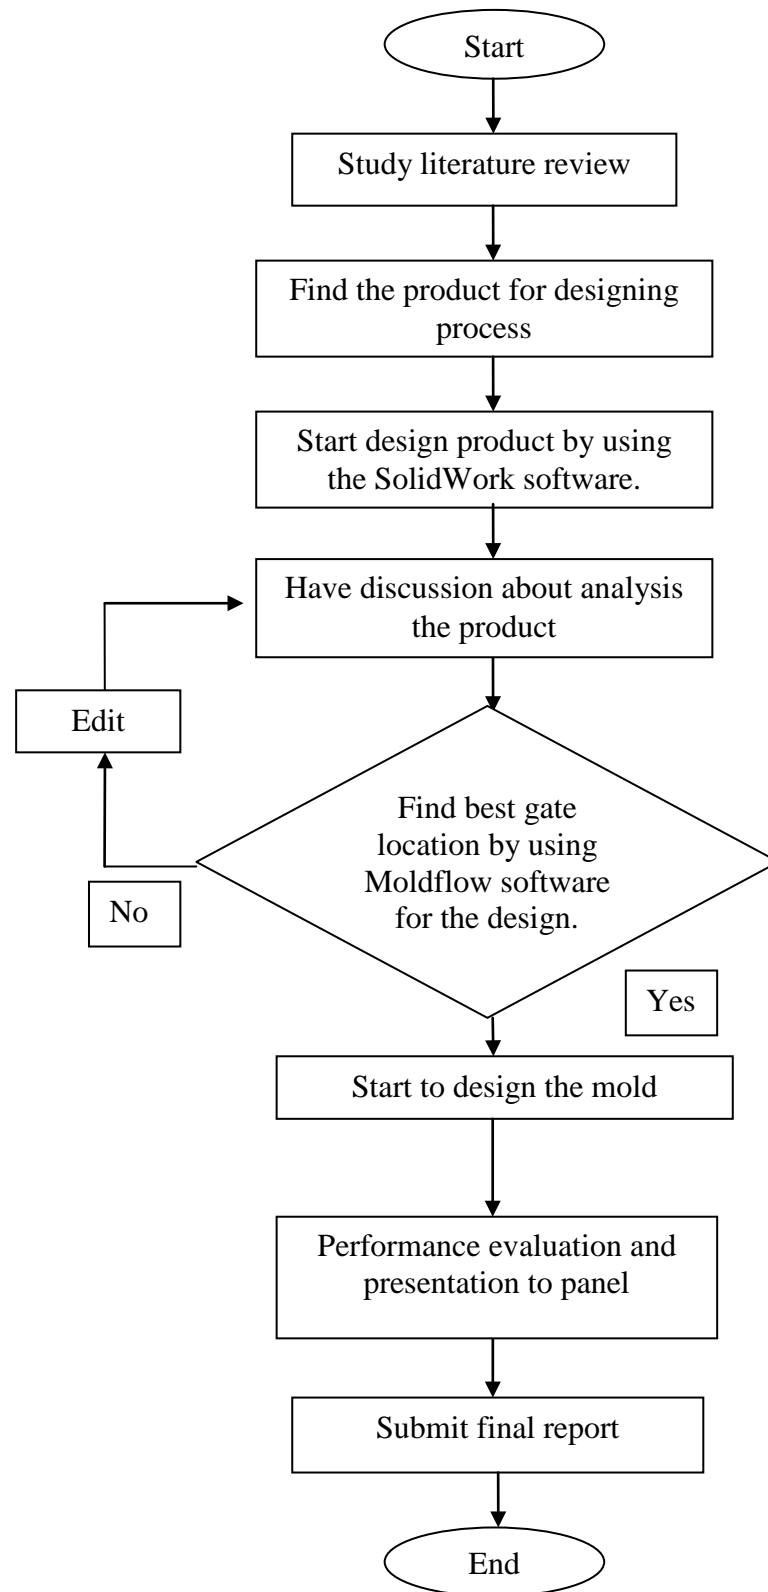 Start
Study literature review
Find the product for designing
process
Start design product by using
the SolidWork software.
Have discussion about analysis
the product
Edit
Find best gate
location by using
Moldflow software
for the design.
No
Yes
Start to design the mold
Performance evaluation and
presentation to panel
Submit final report
End